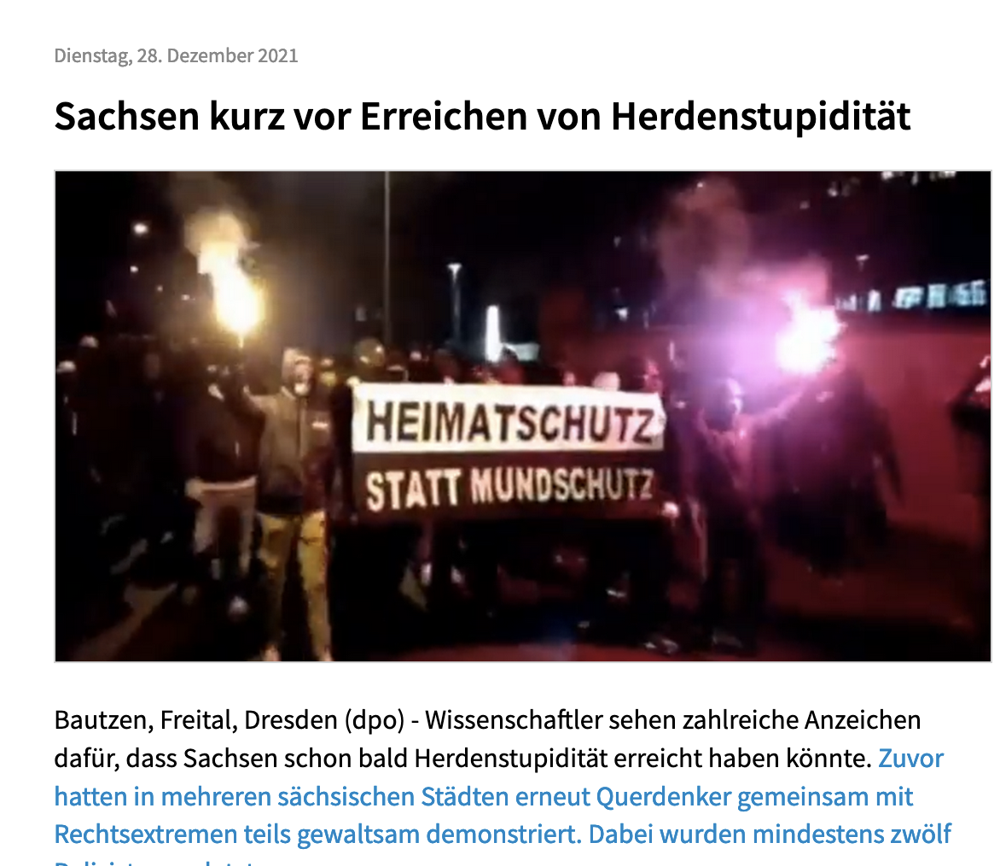 Dienstag, 28. Dezember 2021
Sachsen kurz vor Erreichen von Herdenstupidität
HEIMATSCHUTZ
STATT MUNDSCHUTZ
Bautzen, Freital, Dresden (dpo) - Wissenschaftler sehen zahlreiche Anzeichen
dafür, dass Sachsen schon bald Herdenstupidität erreicht haben könnte. Zuvor
hatten in mehreren sächsischen Städten erneut Querdenker gemeinsam mit
Rechtsextremen teils gewaltsam demonstriert. Dabei wurden mindestens zwölf